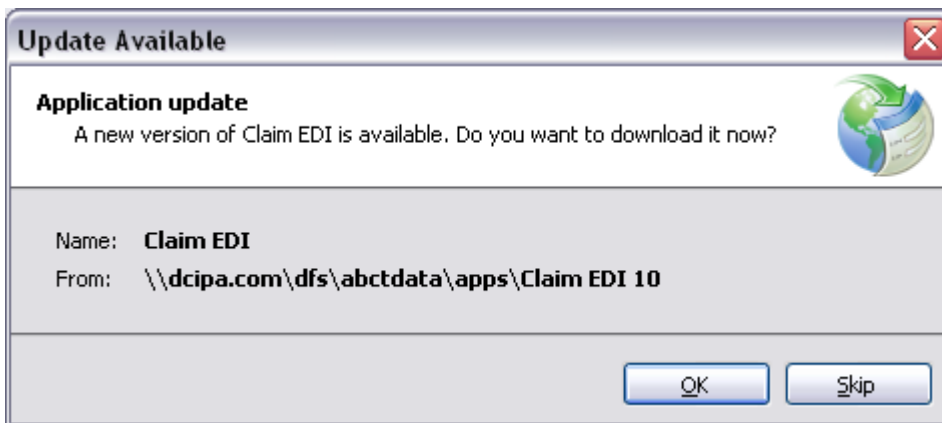 Update Available
Application update
A new version of Claim EDI is available. Do you want to download it now?
Name: Claim EDI
From: \\dcipa.com\dfs\abctdata\apps\Claim EDI 10
OK Skip